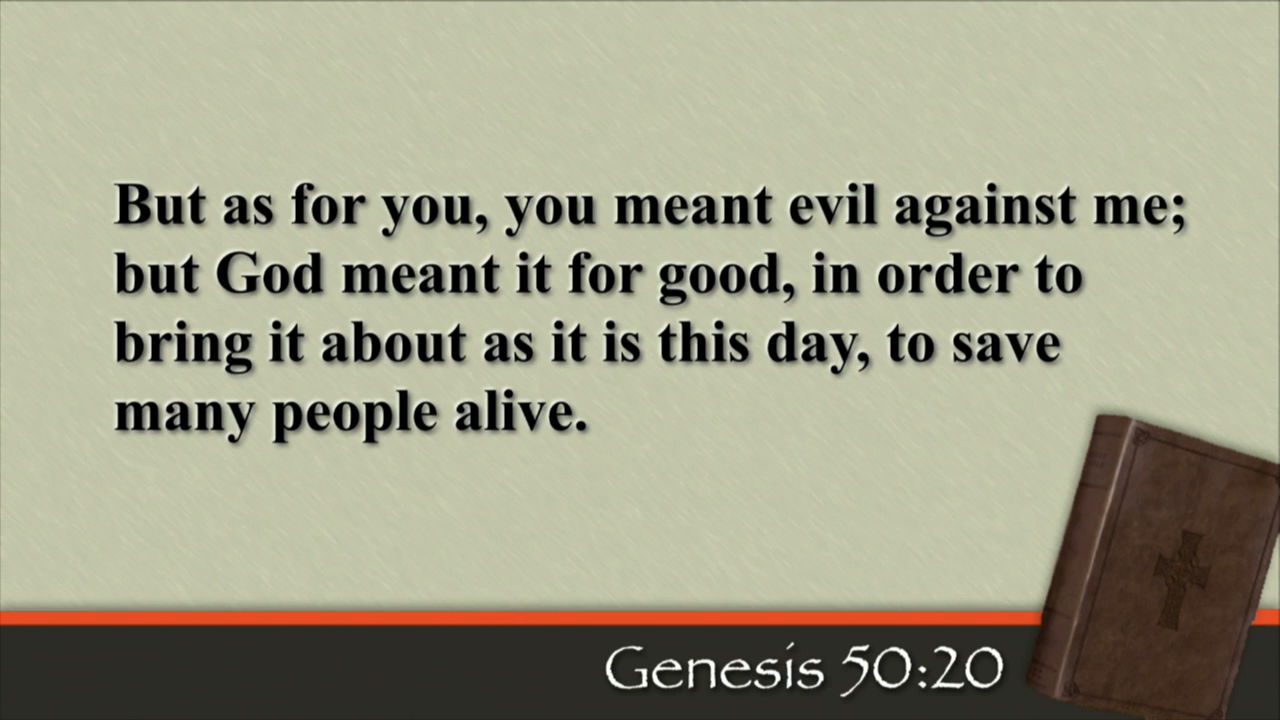 But as for you, you meant evil against me;
but God meant it for good, in order to
bring it about as it is this day, to save
many people alive.
Genesis 50:20